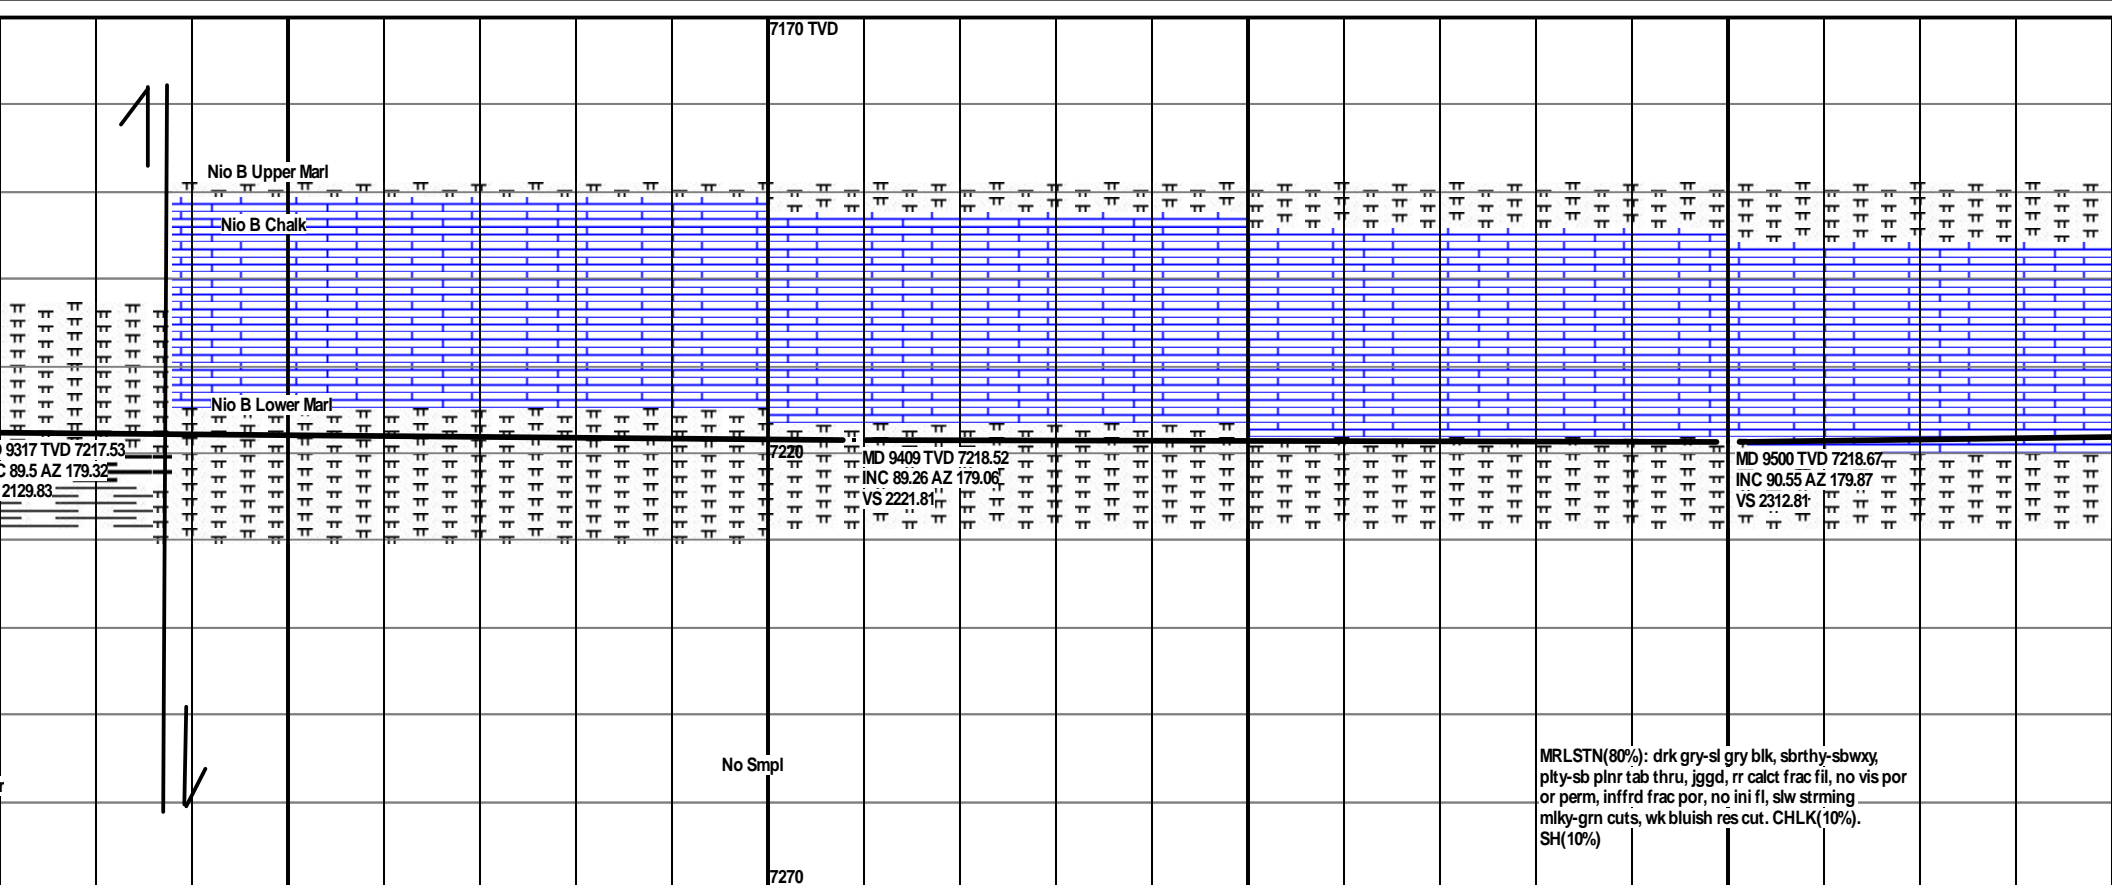 7170 TVD
Nio B Upper Marl
Nio B Chalk
Nio B Lower Marl
9317 TVD 7217.53
89.5 AZ 179.32
2129.83
7220
MD 9409 TVD 7218.52
INC 89.26 AZ 179.06
VS 2221.81
MD 9500 TVD 7218.67
INC 90.55 AZ 179.87
VS 2312.81
No Smpl
MRLSTN(80%): drk gry-sl gry blk, sbrthy-sbwxy,
plty-sb plnr tab thru, jggd, rr calct frac fil, no vis por
or perm, inffrd frac por, no ini fl, slw strming
mlky-grn cuts, wk bluish res cut. CHLK(10%).
SH(10%)
7270